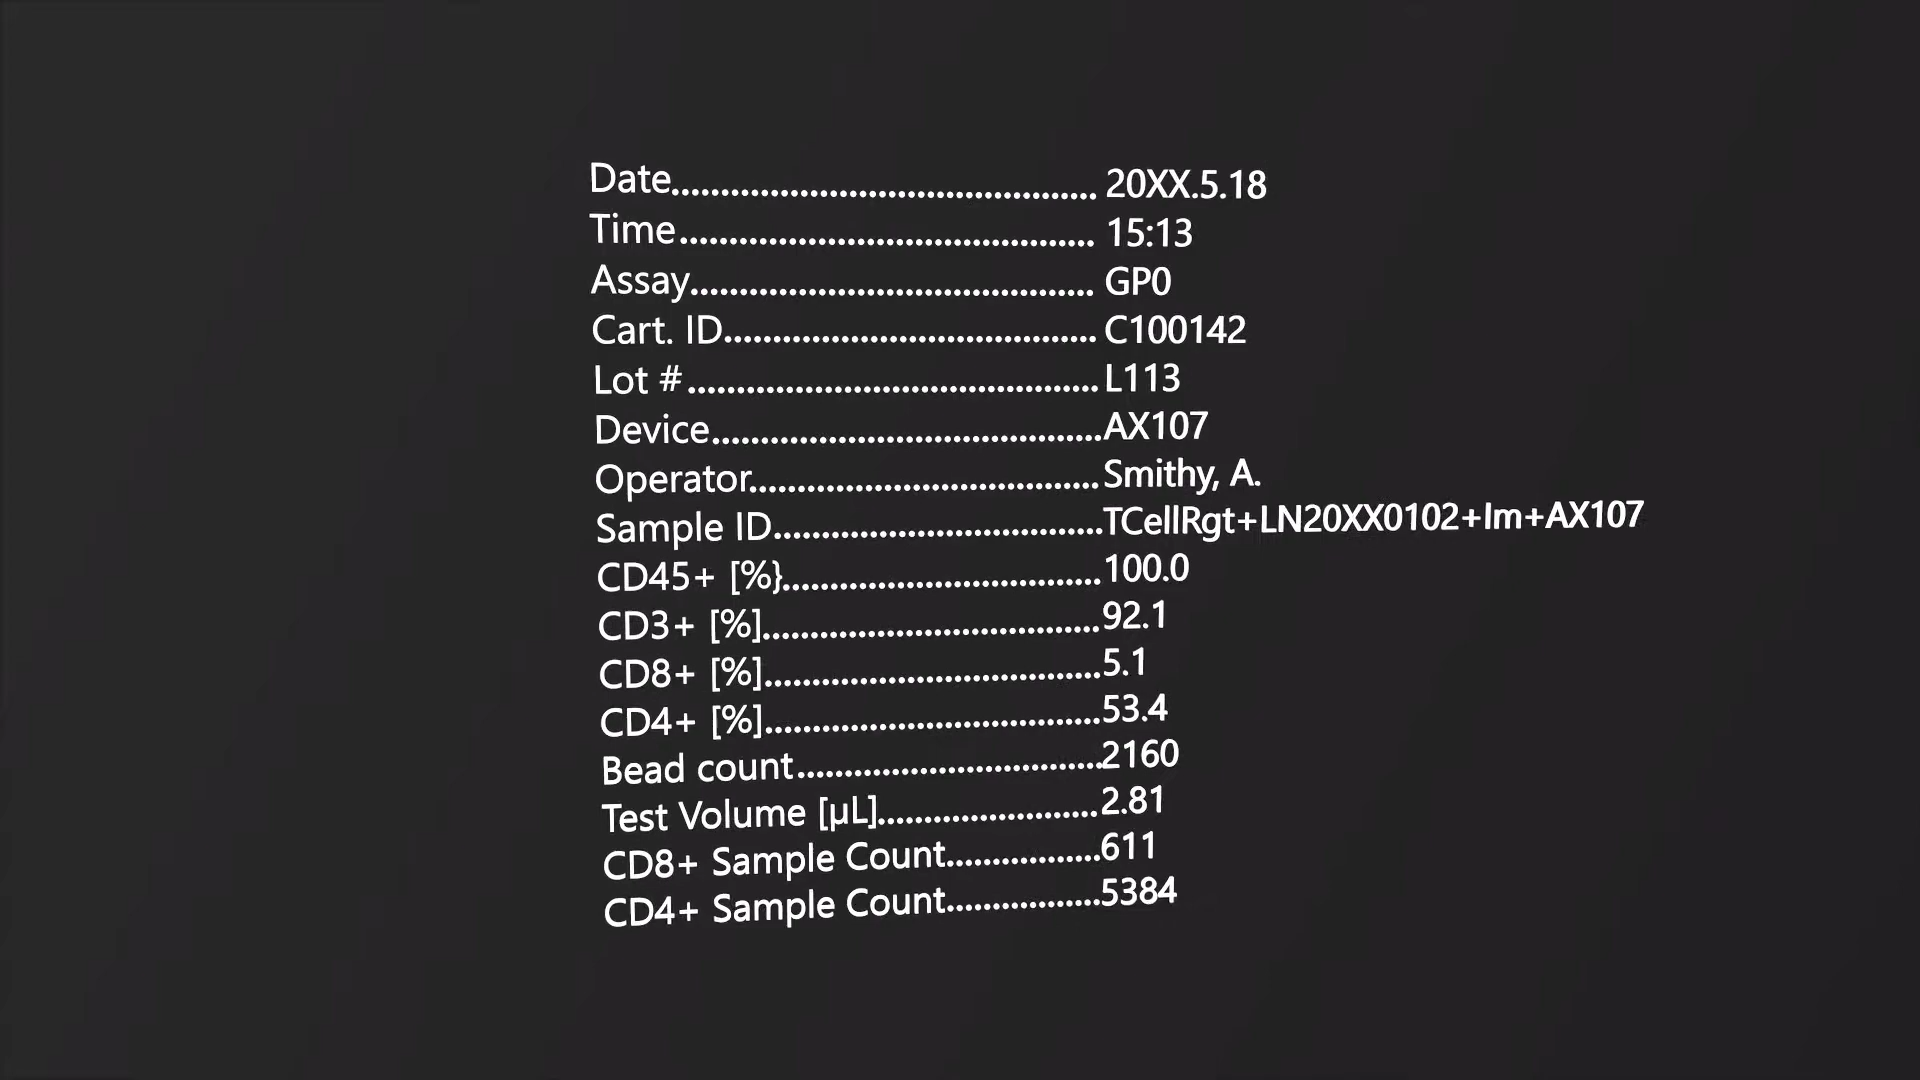 Date.......................................... 20XX.5.18
Time.......................................... 15:13
Assay......................................... GP0
Cart. ID...................................... C100142
Lot #.........................................L113
Device.......................................AX107
Operator...................................Smithy, A.
Sample ID.................................TCellRgt+LN20XX0102+Im+AX107
CD45+ [%}................................100.0
CD3+ [%]..................................92.1
CD8+ [%]..................................5.1
CD4+ [%]..................................53.4
Bead count...............................2160
Test Volume [µL]......................2.81
CD8+ Sample Count................611
CD4+ Sample Count................5384